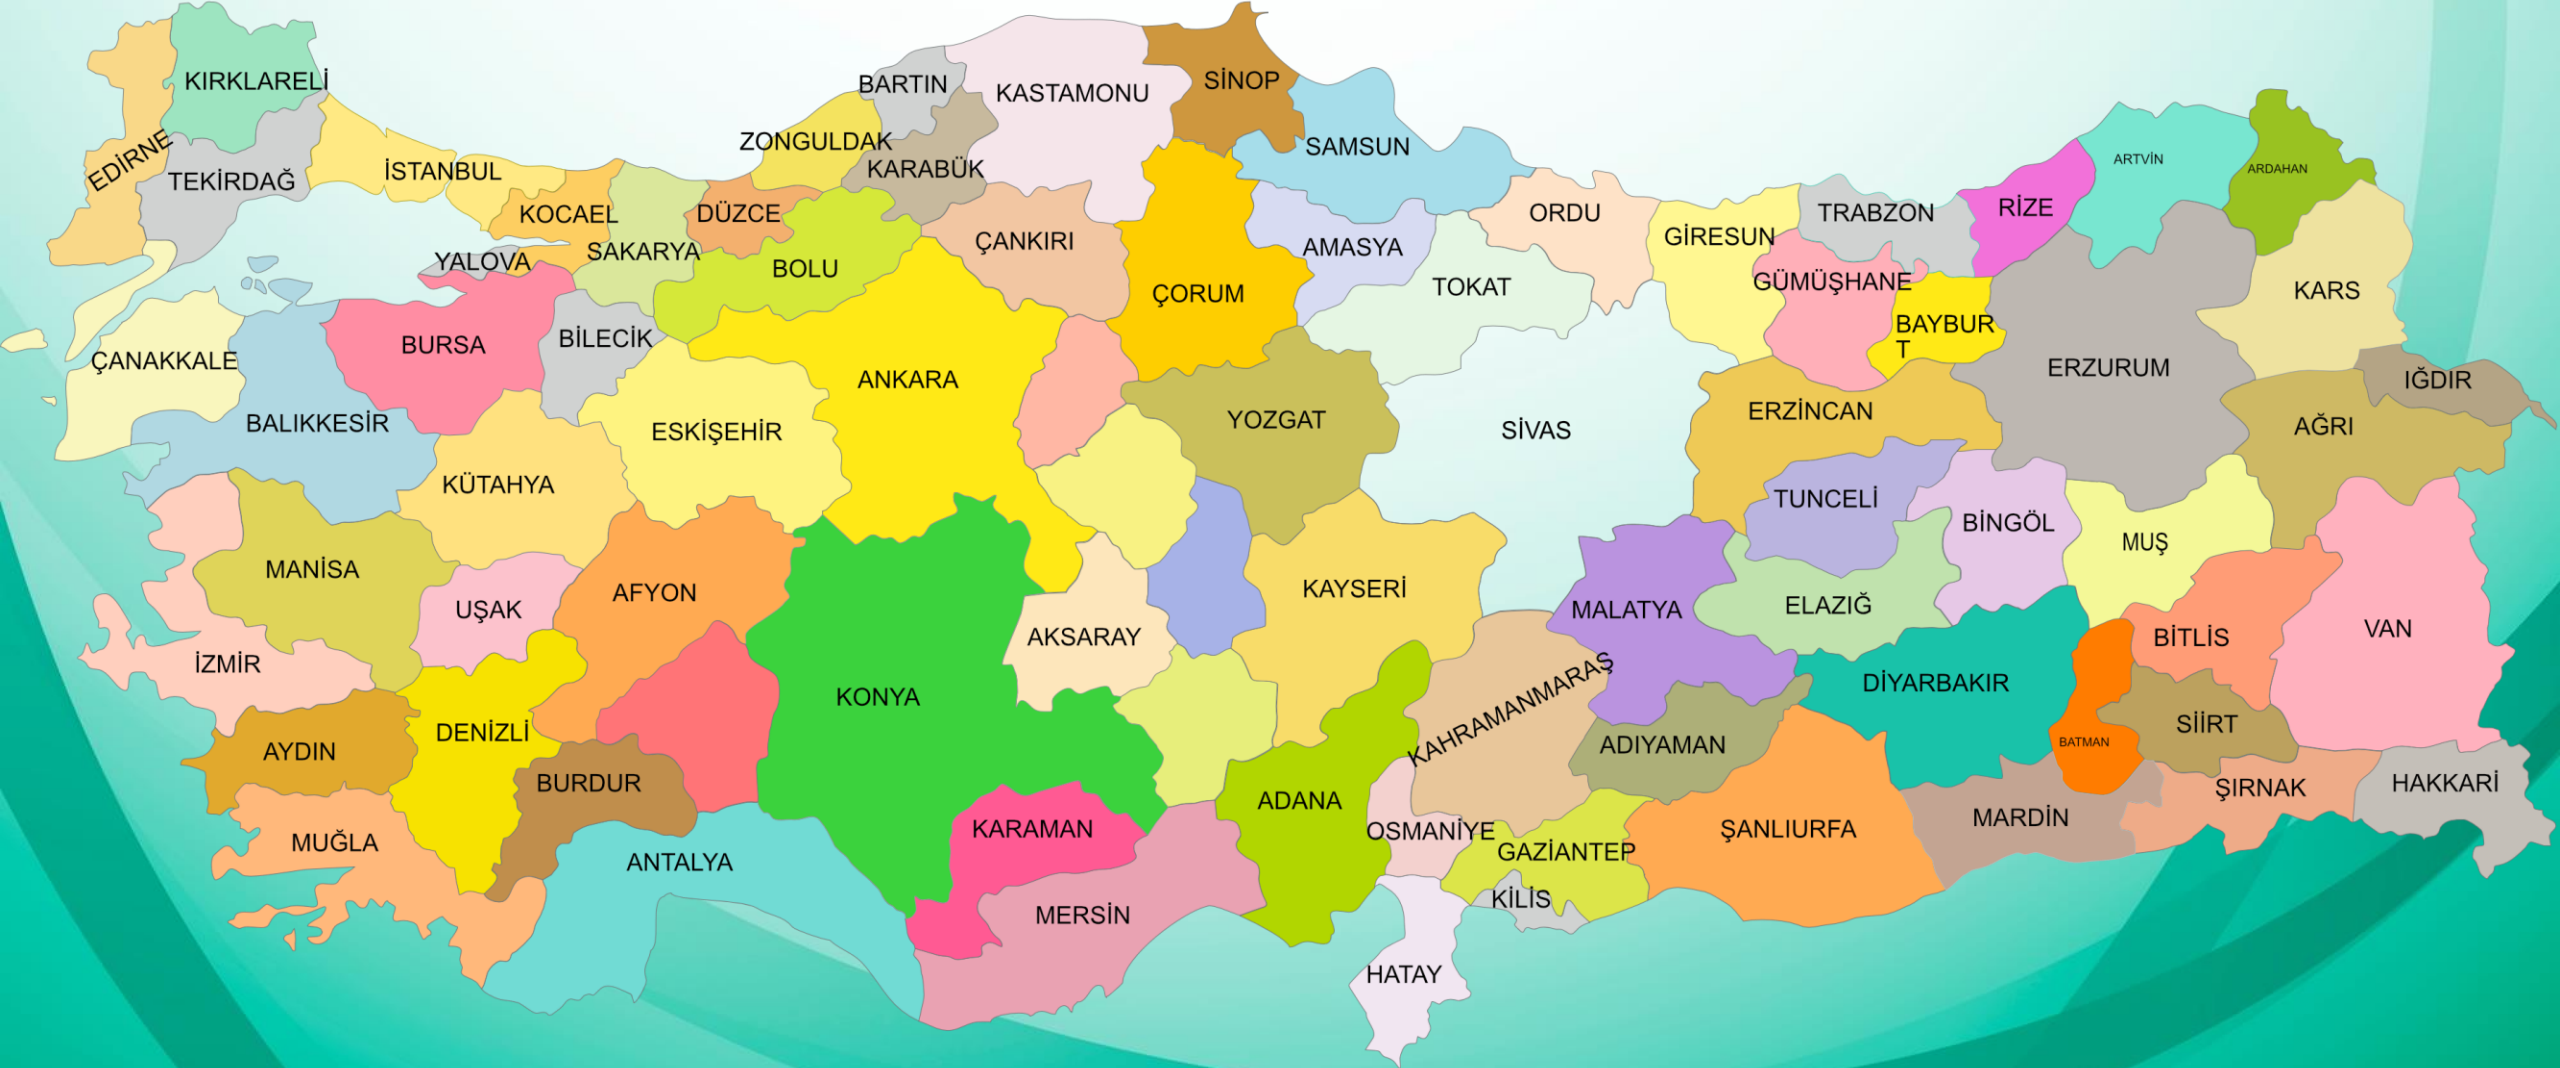 KIRKLARELİ
EDİRNE
TEKİRDAĞ
İSTANBUL
KOCAEL
YALOVA
SAKARYA
DÜZCE
ZONGULDAK
BARTIN
KARABÜK
KASTAMONU
SİNOP
SAMSUN
BOLU
ÇANKIRI
ÇORUM
AMASYA
TOKAT
ORDU
GİRESUN
TRABZON
GÜMÜŞHANE
RİZE
ARTVİN
ARDAHAN
BAYBUR
T
KARS
ERZURUM
IĞDIR
AĞRI
ÇANAKKALE
BALIKKESİR
BURSA
BİLECİK
KÜTAHYA
ESKİŞEHİR
ANKARA
YOZGAT
SİVAS
ERZİNCAN
TUNCELİ
BİNGÖL
MUŞ
MANİSA
UŞAK
AFYON
KONYA
AKSARAY
KAYSERİ
MALATYA
ELAZIĞ
BİTLİS
VAN
İZMİR
AYDIN
DENİZLİ
BURDUR
KAHRAMANMARAŞ
ADIYAMAN
DİYARBAKIR
BATMAN
SİİRT
ŞIRNAK
HAKKARİ
MUĞLA
ANTALYA
KARAMAN
MERSİN
ADANA
OSMANİYE
GAZİANTEP
KİLİS
HATAY
ŞANLIURFA
MARDİN